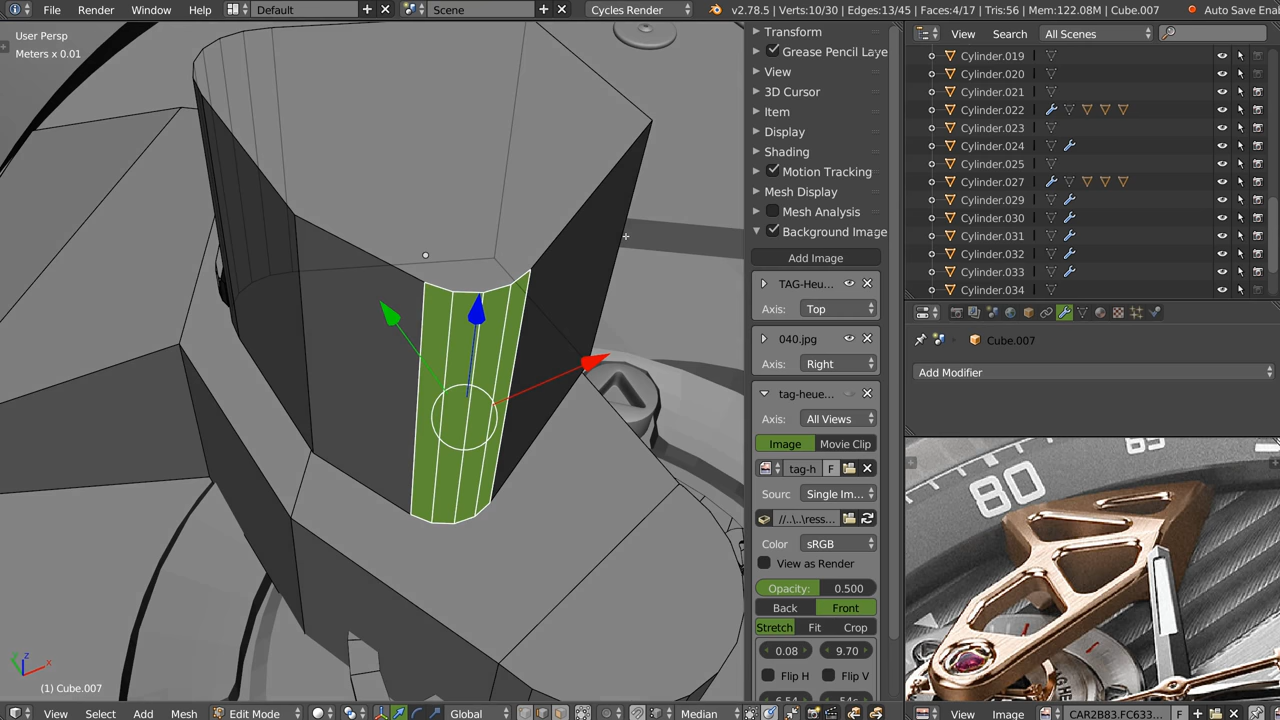 File Edit Render Window Help Default Scene Cycles Render v2.78.5 | Verts:10/30 | Edges:13/45 | Faces:4/17 | Tris:56 | Mem:122.08M | Cube.007 Auto Save Ena
User Persp
Meters x 0.01
(1) Cube.007
View Select Add Mesh Edit Mode Global Median
Transform
Grease Pencil Laye
View
3D Cursor
Item
Display
Shading
Motion Tracking
Mesh Display
Mesh Analysis
Background Image
Add Image
TAG-Heu...
Axis: Top
040.jpg
Axis: Right
tag-heue...
Axis: All Views
Image Movie Clip
tag-h F
Sourc Single Im...
//..\..\ress...
Color sRGB
View as Render
Opacity: 0.500
Back Front
Stretch Fit Crop
0.08 9.70
Flip H Flip V
View Search All Scenes
Cylinder.019
Cylinder.020
Cylinder.021
Cylinder.022
Cylinder.023
Cylinder.024
Cylinder.025
Cylinder.027
Cylinder.029
Cylinder.030
Cylinder.031
Cylinder.032
Cylinder.033
Cylinder.034
Cube.007
Add Modifier
80
85
View Image CAR2B83.FC633... F